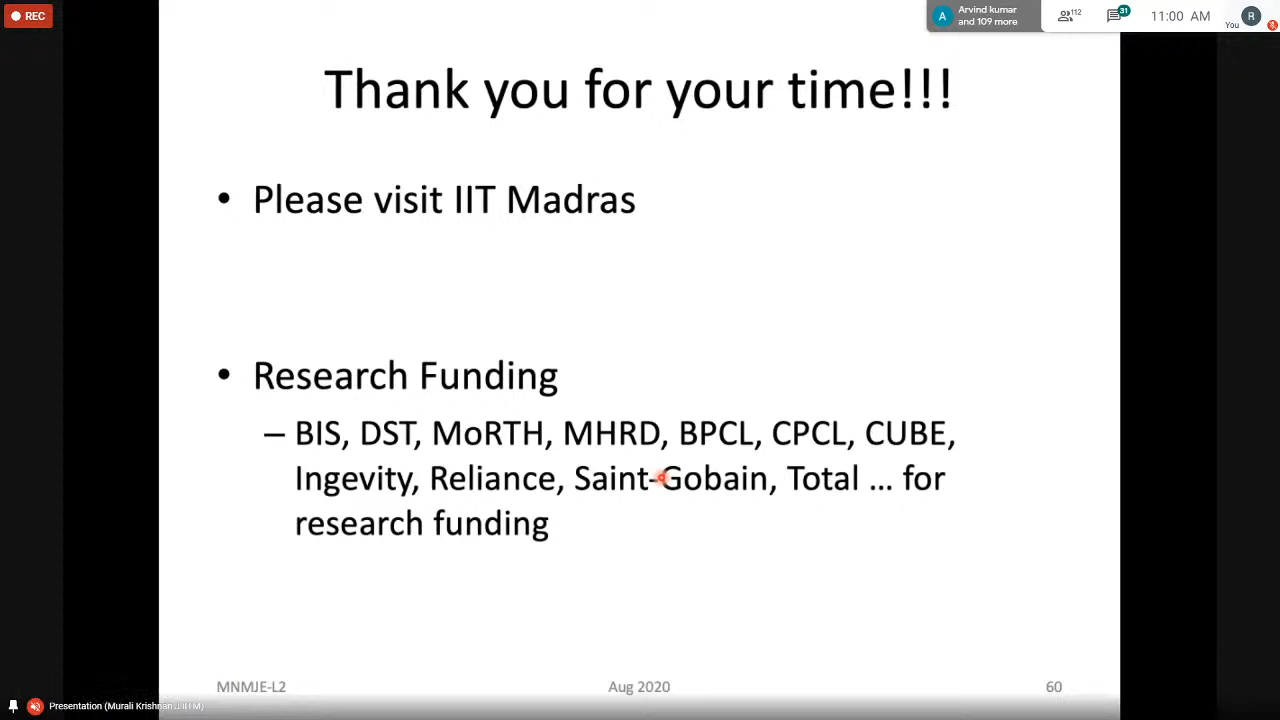 REC
Arvind kumar
and 109 more
A
112
31
11:00 AM
You
R
Thank you for your time!!!
• Please visit IIT Madras
• Research Funding
– BIS, DST, MoRTH, MHRD, BPCL, CPCL, CUBE,
Ingevity, Reliance, Saint-Gobain, Total ... for
research funding
MNMJE-L2
Aug 2020
60
Presentation (Murali Krishnan